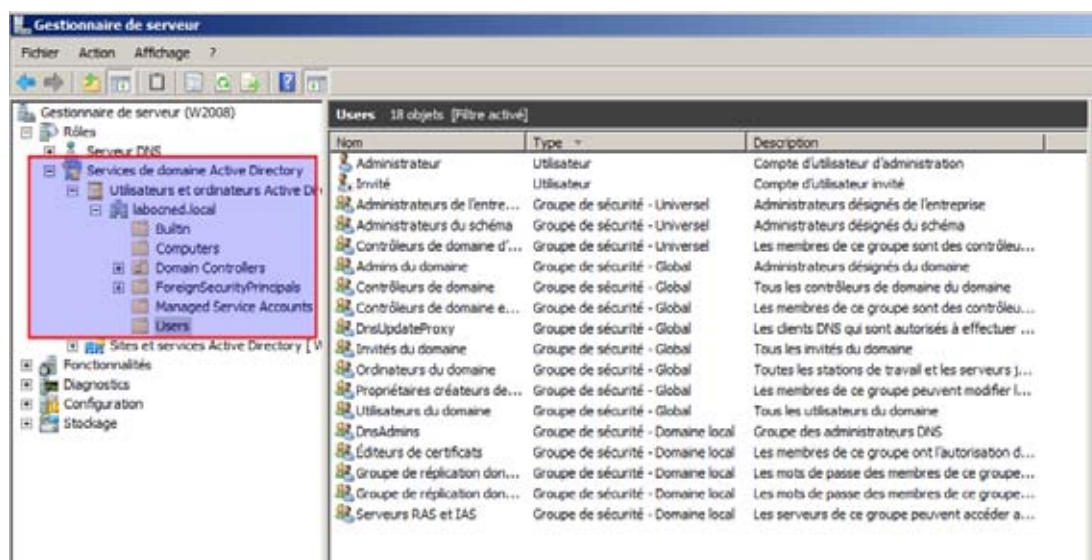 Gestionnaire de serveur
Fichier Action Affichage ?
Gestionnaire de serveur (W2008)
Rôles
Serveur DNS
Services de domaine Active Directory
Utilisateurs et ordinateurs Active Dir
labocned.local
Builtin
Computers
Domain Controllers
ForeignSecurityPrincipals
Managed Service Accounts
Users
Sites et services Active Directory [ W
Fonctionnalités
Diagnostics
Configuration
Stockage
Users 18 objets [Filtre activé]
Nom Type Description
Administrateur Utilisateur Compte d'utilisateur d'administration
Invité Utilisateur Compte d'utilisateur invité
Administrateurs de l'entre... Groupe de sécurité - Universel Administrateurs désignés de l'entreprise
Administrateurs du schéma Groupe de sécurité - Universel Administrateurs désignés du schéma
Contrôleurs de domaine d'... Groupe de sécurité - Universel Les membres de ce groupe sont des contrôleu...
Admins du domaine Groupe de sécurité - Global Administrateurs désignés du domaine
Contrôleurs de domaine Groupe de sécurité - Global Tous les contrôleurs de domaine du domaine
Contrôleurs de domaine e... Groupe de sécurité - Global Les membres de ce groupe sont des contrôleu...
DnsUpdateProxy Groupe de sécurité - Global Les clients DNS qui sont autorisés à effectuer ...
Invités du domaine Groupe de sécurité - Global Tous les invités du domaine
Ordinateurs du domaine Groupe de sécurité - Global Toutes les stations de travail et les serveurs j...
Propriétaires créateurs de... Groupe de sécurité - Global Les membres de ce groupe peuvent modifier l...
Utilisateurs du domaine Groupe de sécurité - Global Tous les utilisateurs du domaine
DnsAdmins Groupe de sécurité - Domaine local Groupe des administrateurs DNS
Éditeurs de certificats Groupe de sécurité - Domaine local Les membres de ce groupe ont l'autorisation d...
Groupe de réplication don... Groupe de sécurité - Domaine local Les mots de passe des membres de ce groupe...
Groupe de réplication don... Groupe de sécurité - Domaine local Les mots de passe des membres de ce groupe...
Serveurs RAS et IAS Groupe de sécurité - Domaine local Les serveurs de ce groupe peuvent accéder a...